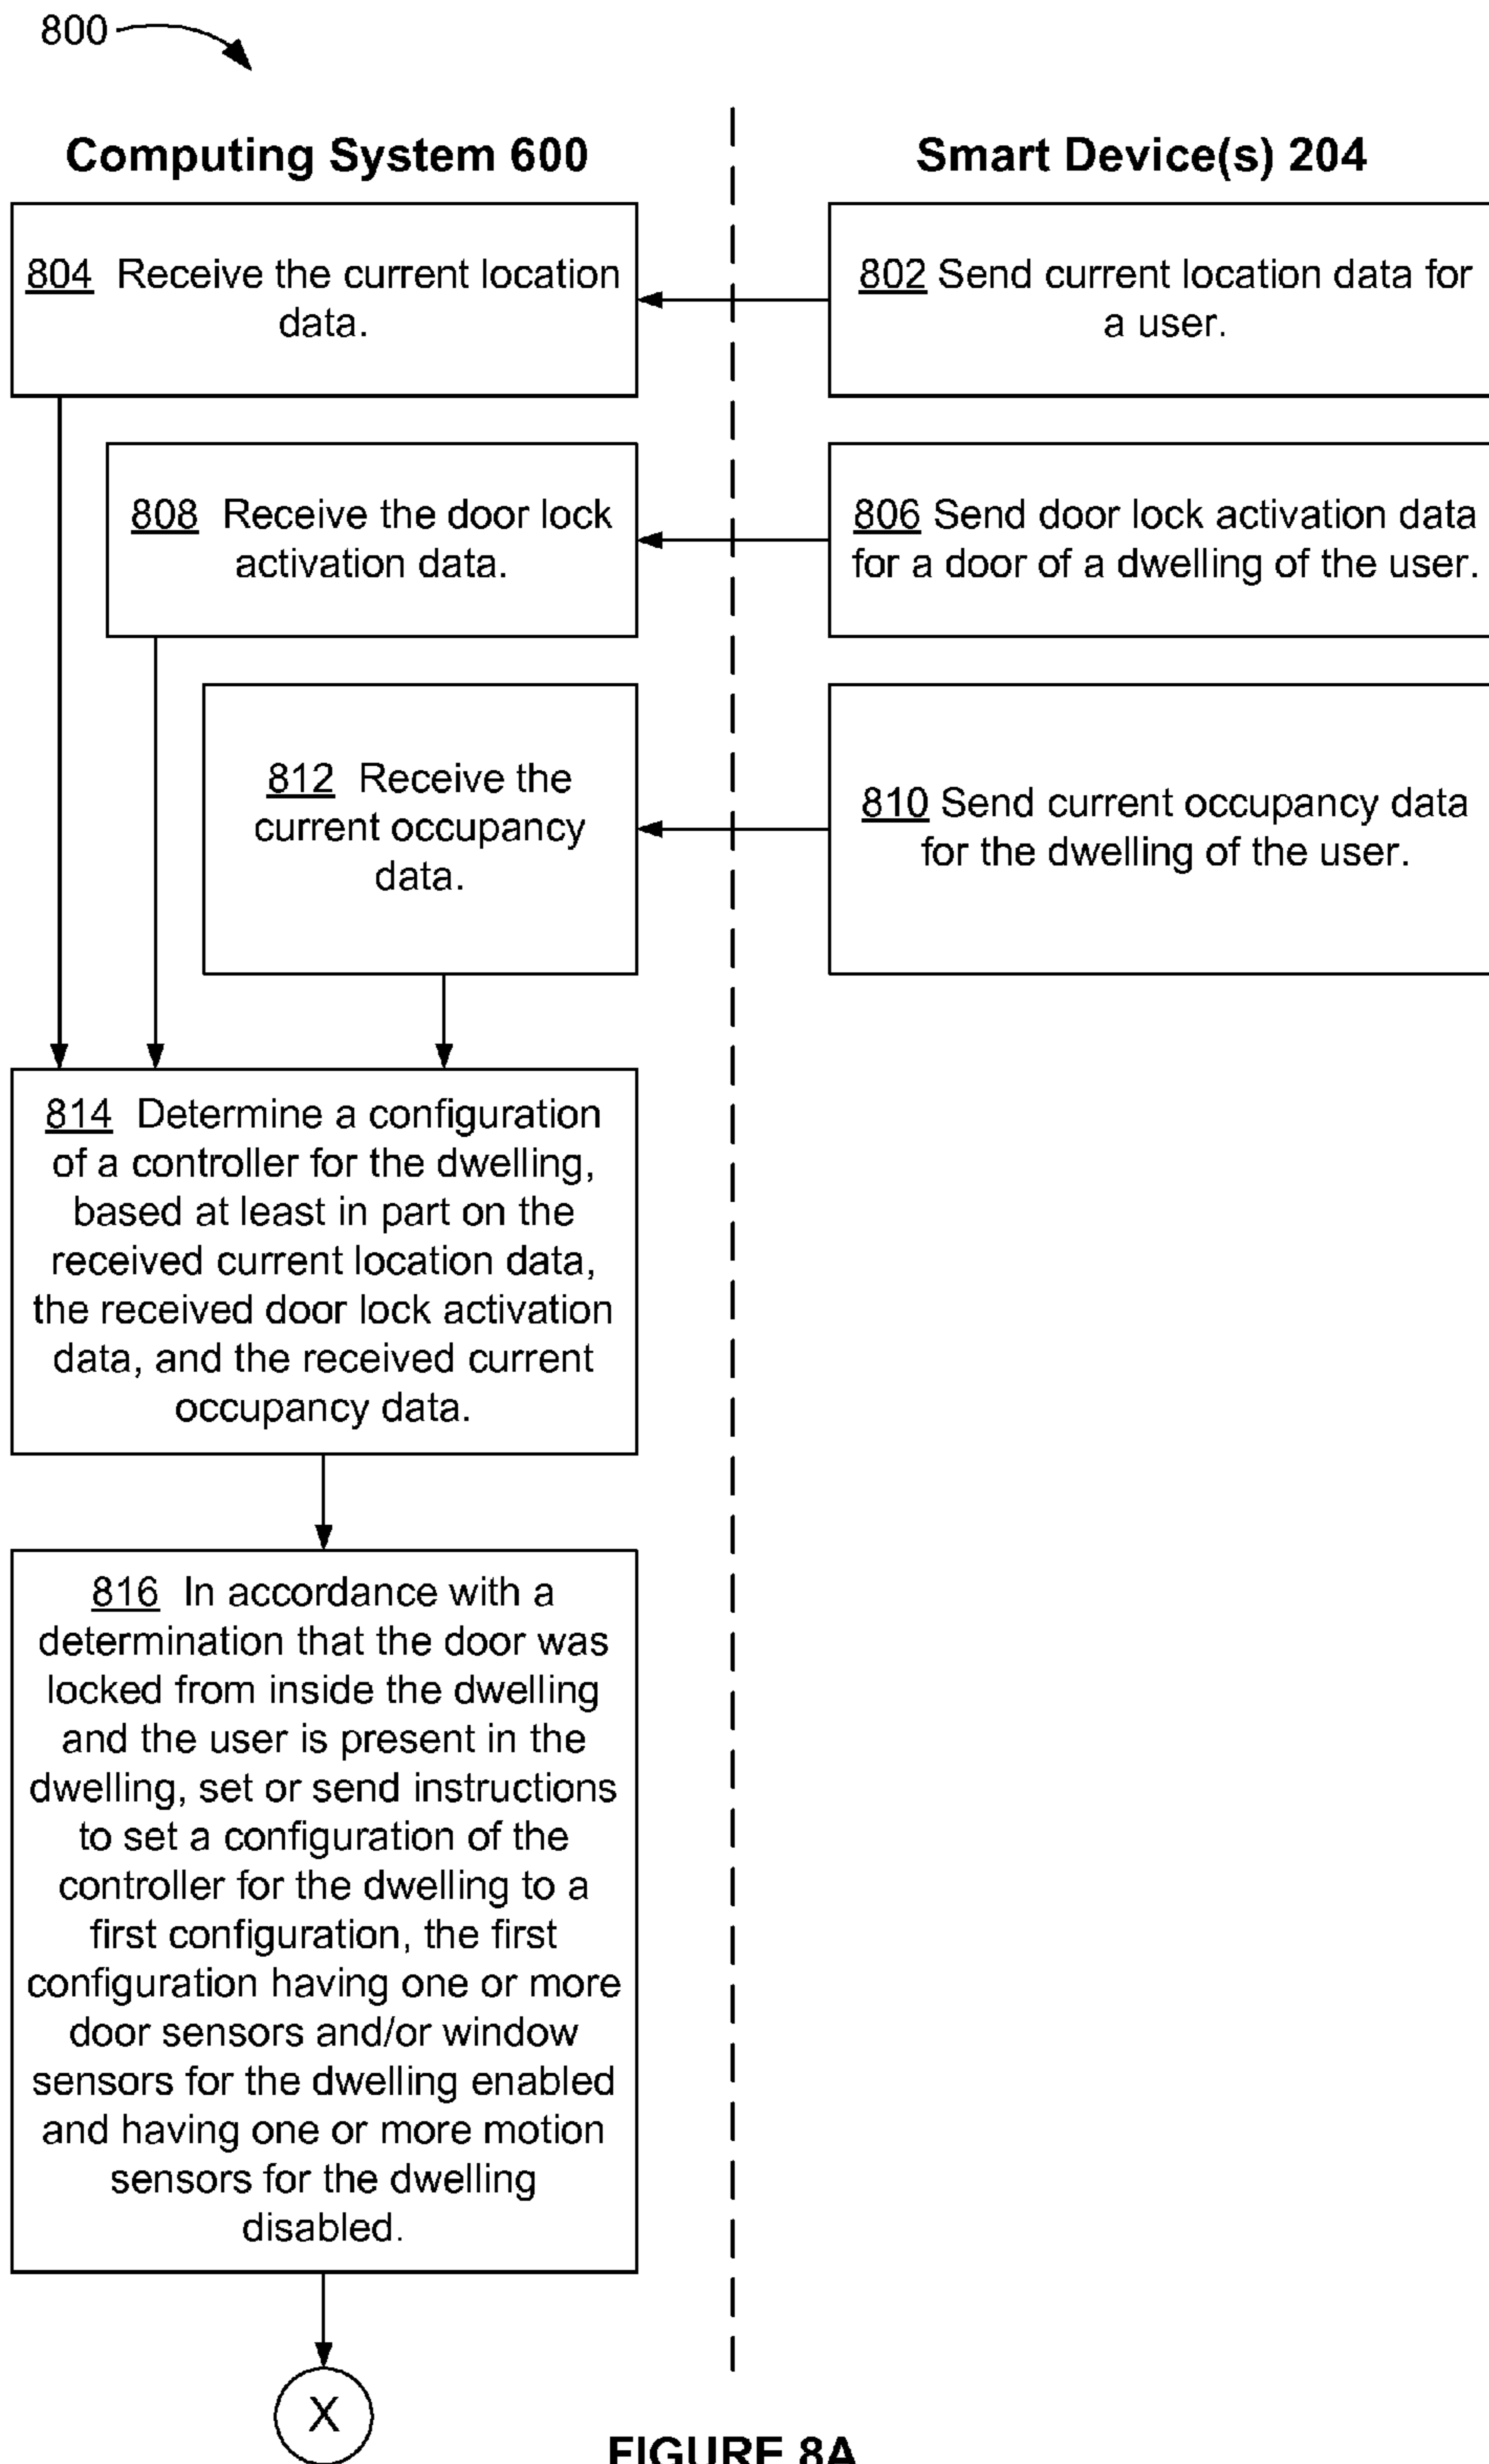 800
Computing System 600
Smart Device(s) 204
804 Receive the current location
data.
802 Send current location data for
a user.
808 Receive the door lock
activation data.
806 Send door lock activation data
for a door of a dwelling of the user.
812 Receive the
current occupancy
data.
810 Send current occupancy data
for the dwelling of the user.
814 Determine a configuration
of a controller for the dwelling,
based at least in part on the
received current location data,
the received door lock activation
data, and the received current
occupancy data.
816 In accordance with a
determination that the door was
locked from inside the dwelling
and the user is present in the
dwelling, set or send instructions
to set a configuration of the
controller for the dwelling to a
first configuration, the first
configuration having one or more
door sensors and/or window
sensors for the dwelling enabled
and having one or more motion
sensors for the dwelling
disabled.
X
FIGURE 8A